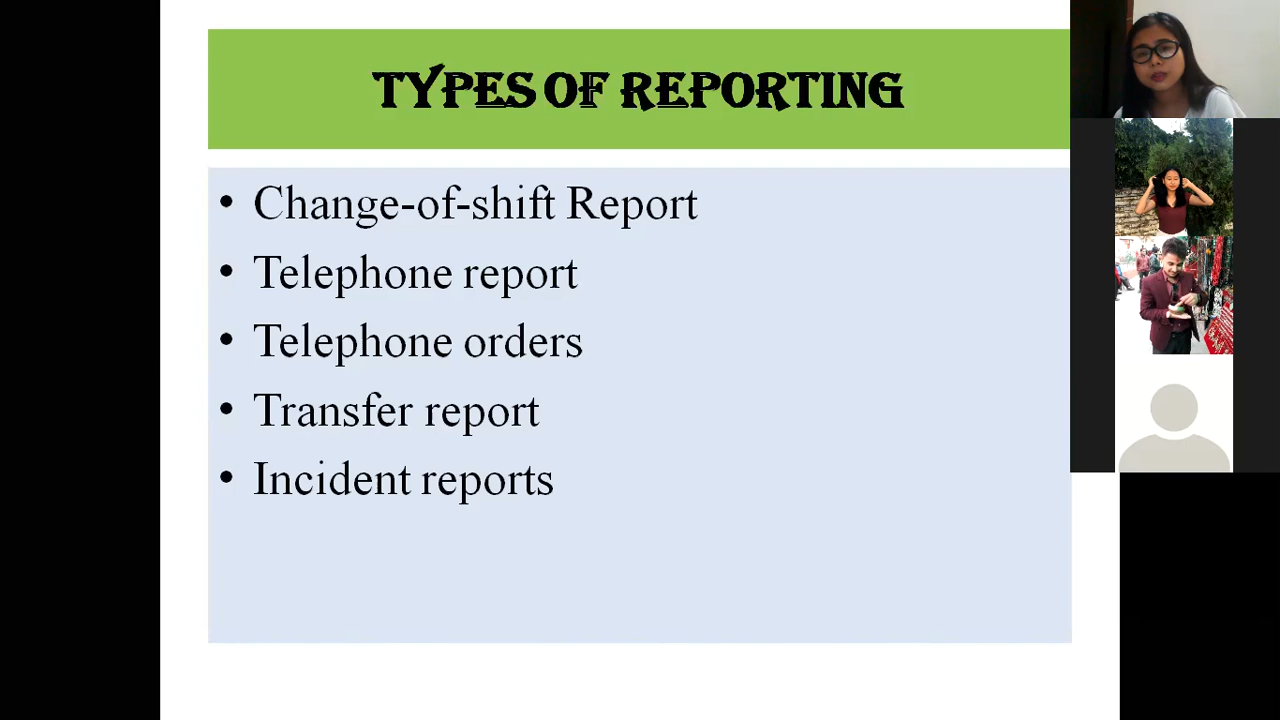 TYPES OF REPORTING
• Change-of-shift Report
• Telephone report
• Telephone orders
• Transfer report
• Incident reports